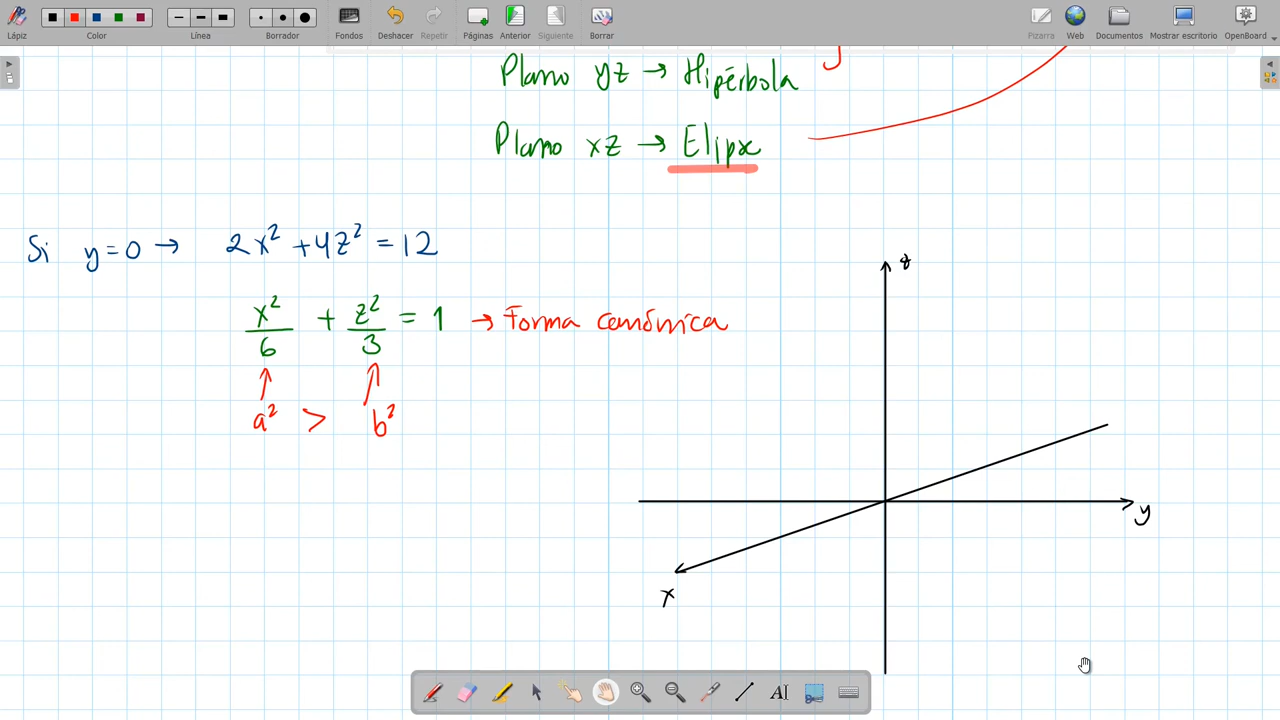 Lápiz Color Línea Borrador Fondos Deshacer Repetir Páginas Anterior Siguiente Borrar Pizarra Web Documentos Mostrar escritorio OpenBoard
Plano yz → Hipérbola
Plano xz → Elipse
Si y=0 → 2x² + 4z² = 12
x²/6 + z²/3 = 1 → Forma canónica
a² > b²
z
y
x